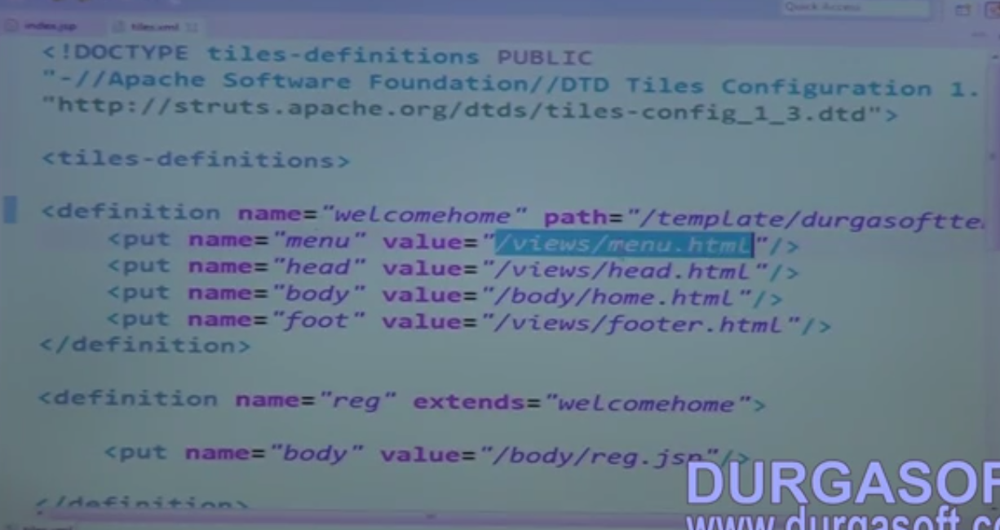 Quick Access
index.jsp tiles.xml
<!DOCTYPE tiles-definitions PUBLIC
"-//Apache Software Foundation//DTD Tiles Configuration 1.
"http://struts.apache.org/dtds/tiles-config_1_3.dtd">
<tiles-definitions>
<definition name="welcomehome" path="/template/durgasoftte
<put name="menu" value="/views/menu.html"/>
<put name="head" value="/views/head.html"/>
<put name="body" value="/body/home.html"/>
<put name="foot" value="/views/footer.html"/>
</definition>
<definition name="reg" extends="welcomehome">
<put name="body" value="/body/reg.jsp"/>
</definition>
DURGASOF
www.durgasoft.c